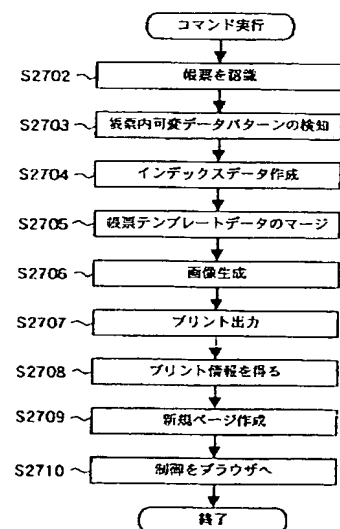 コマンド実行
S2702 帳票を認識
S2703 帳票内可変データパターンの検知
S2704 インデックスデータ作成
S2705 帳票テンプレートデータのマージ
S2706 画像生成
S2707 プリント出力
S2708 プリント情報を得る
S2709 新規ページ作成
S2710 制御をブラウザへ
終了